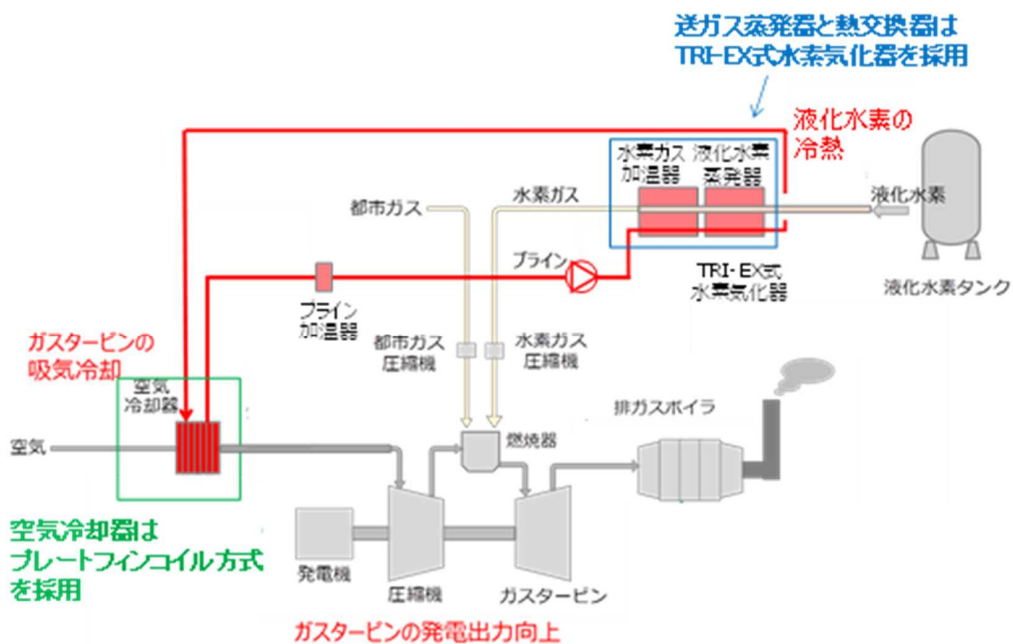 送ガス蒸発器と熱交換器は
TRI-EX式水素気化器を採用
液化水素の
冷熱
水素ガス
加温器
液化水素
蒸発器
都市ガス
水素ガス
液化水素
ブライン
TRI-EX式
水素気化器
液化水素タンク
ブライン
加温器
ガスタービンの
吸気冷却
都市ガス
圧縮機
水素ガス
圧縮機
空気
冷却器
排ガスボイラ
空気
燃焼器
空気冷却器は
プレートフィンコイル方式
を採用
発電機
圧縮機
ガスタービン
ガスタービンの発電出力向上